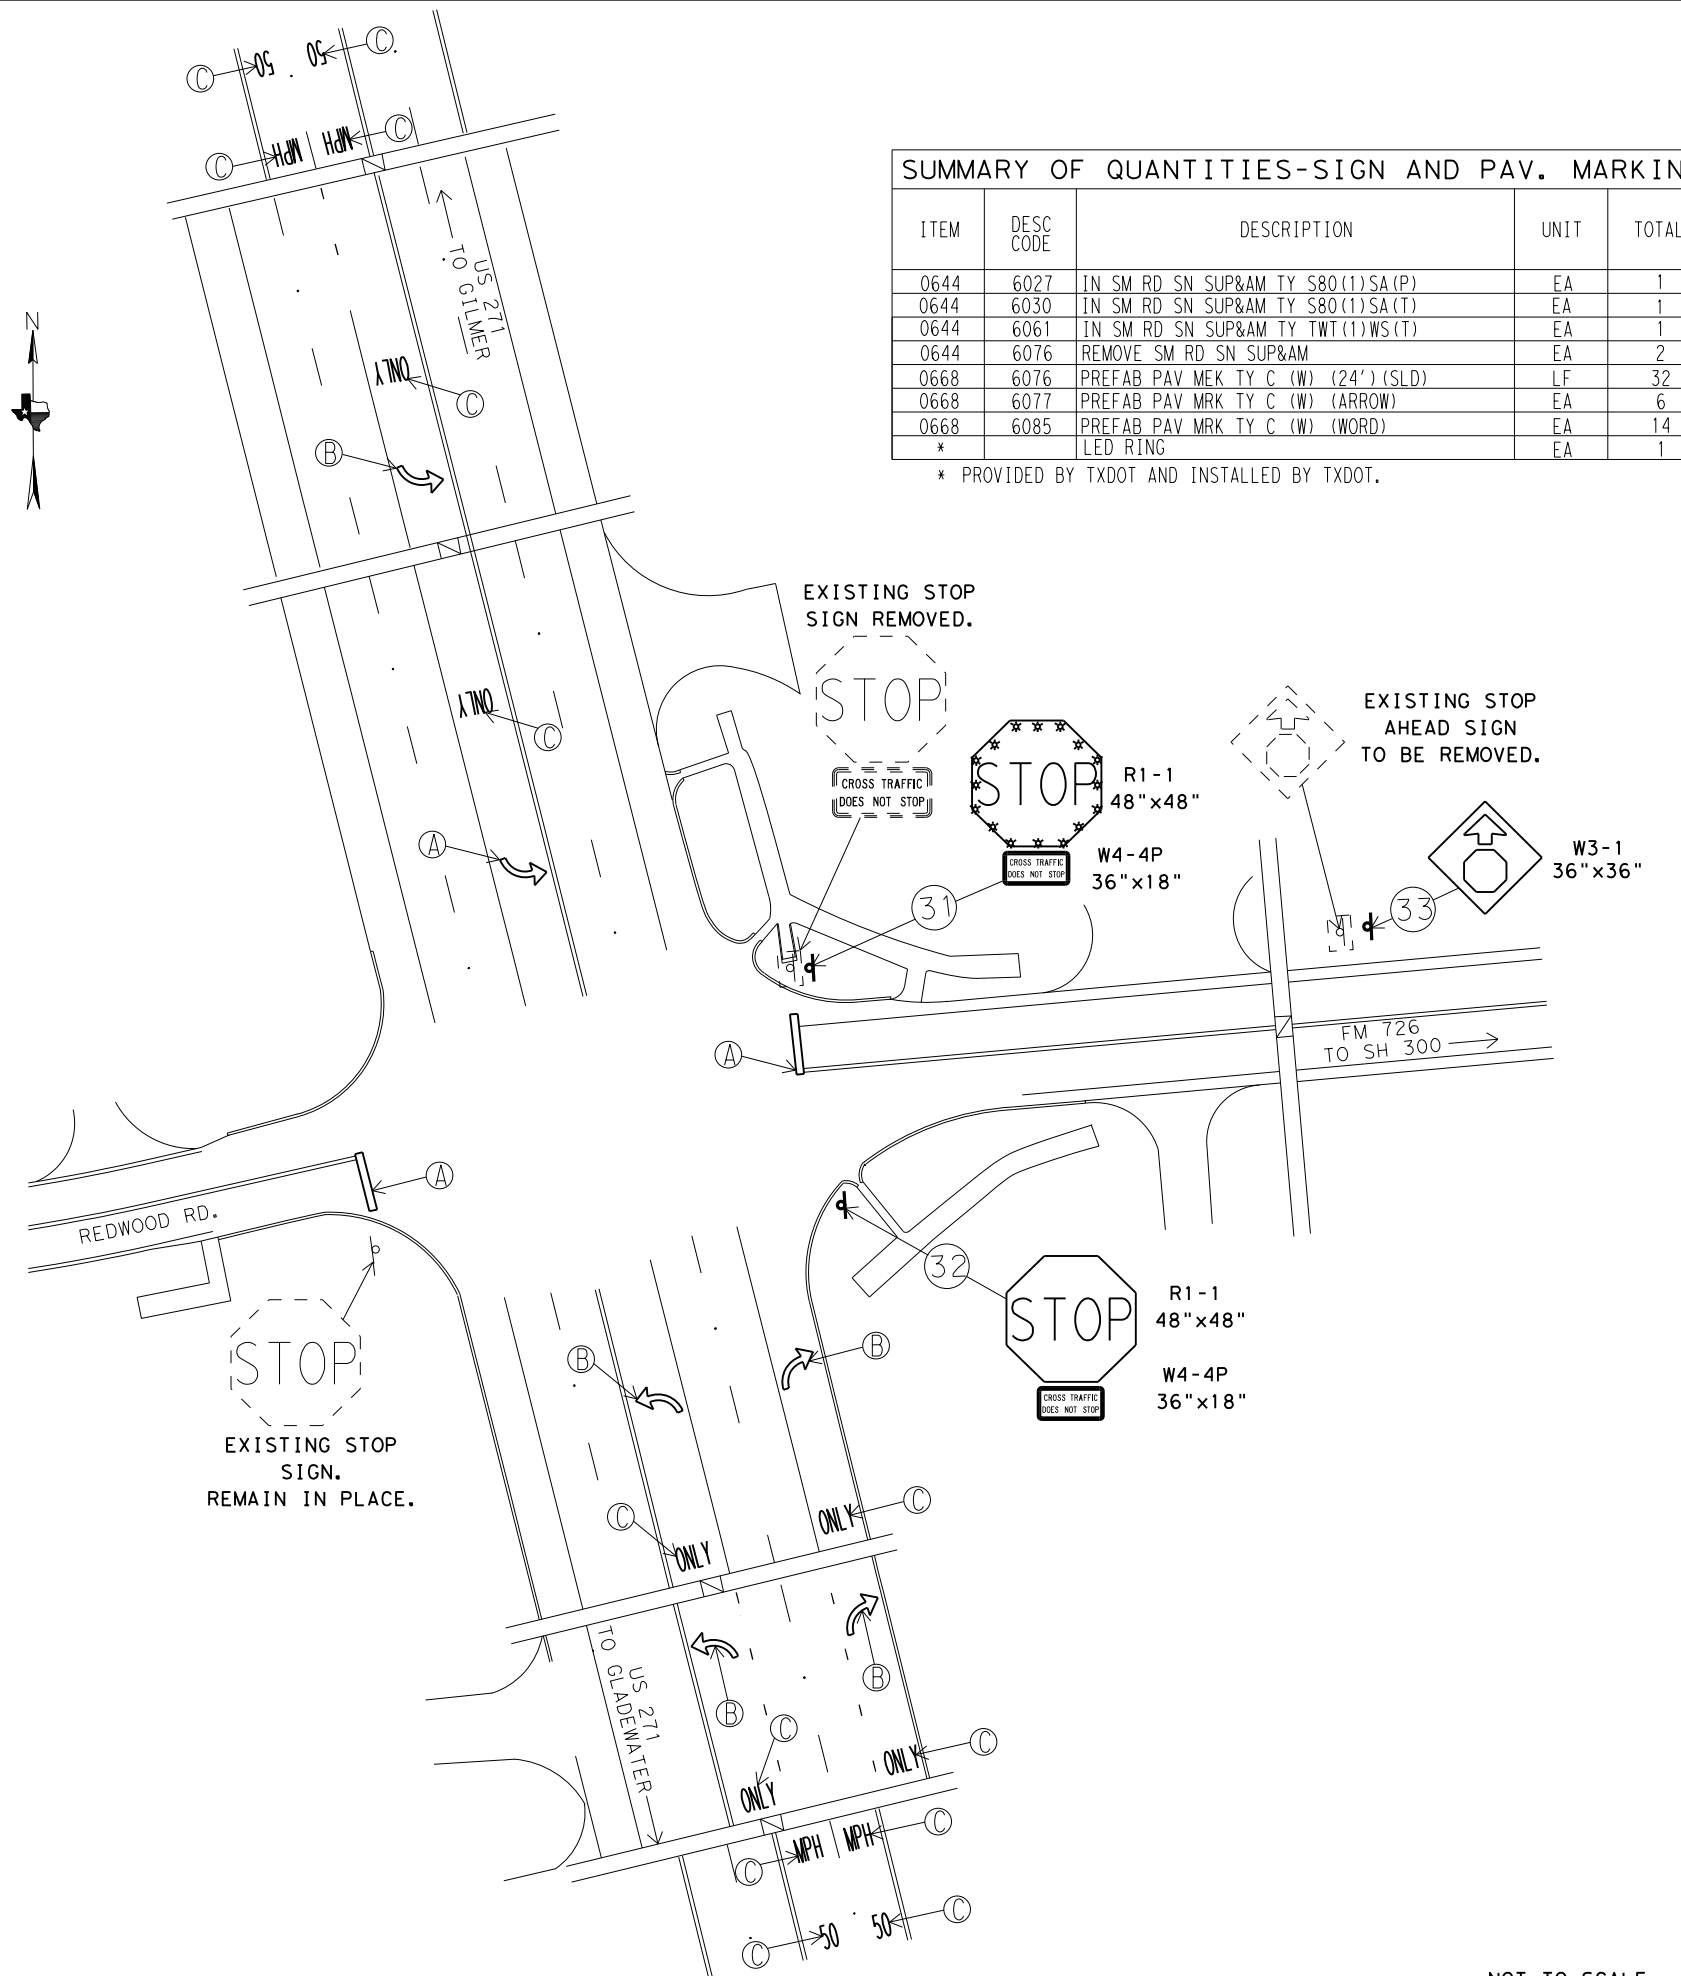 50
50
C
C
MPH
MPH
C
C
SUMMARY OF QUANTITIES-SIGN AND PAV. MARKIN
ITEM DESC CODE DESCRIPTION UNIT TOTAL
0644 6027 IN SM RD SN SUP&AM TY S80(1)SA(P) EA 1
0644 6030 IN SM RD SN SUP&AM TY S80(1)SA(T) EA 1
0644 6061 IN SM RD SN SUP&AM TY TWT(1)WS(T) EA 1
0644 6076 REMOVE SM RD SN SUP&AM EA 2
0668 6076 PREFAB PAV MEK TY C (W) (24')(SLD) LF 32
0668 6077 PREFAB PAV MRK TY C (W) (ARROW) EA 6
0668 6085 PREFAB PAV MRK TY C (W) (WORD) EA 14
* LED RING EA 1
* PROVIDED BY TXDOT AND INSTALLED BY TXDOT.
US 271
TO GILMER
N
ONLY
C
B
EXISTING STOP
SIGN REMOVED.
STOP
CROSS TRAFFIC
DOES NOT STOP
ONLY
C
STOP
R1-1
48"x48"
CROSS TRAFFIC
DOES NOT STOP
W4-4P
36"x18"
EXISTING STOP
AHEAD SIGN
TO BE REMOVED.
W3-1
36"x36"
A
31
33
A
FM 726
TO SH 300
A
REDWOOD RD.
32
STOP
R1-1
48"x48"
CROSS TRAFFIC
DOES NOT STOP
W4-4P
36"x18"
STOP
EXISTING STOP
SIGN.
REMAIN IN PLACE.
B
B
C
ONLY
ONLY
C
US 271
TO GLADEWATER
B
B
C
ONLY
ONLY
C
MPH
MPH
C
C
50
50
C
C
NOT TO SCALE